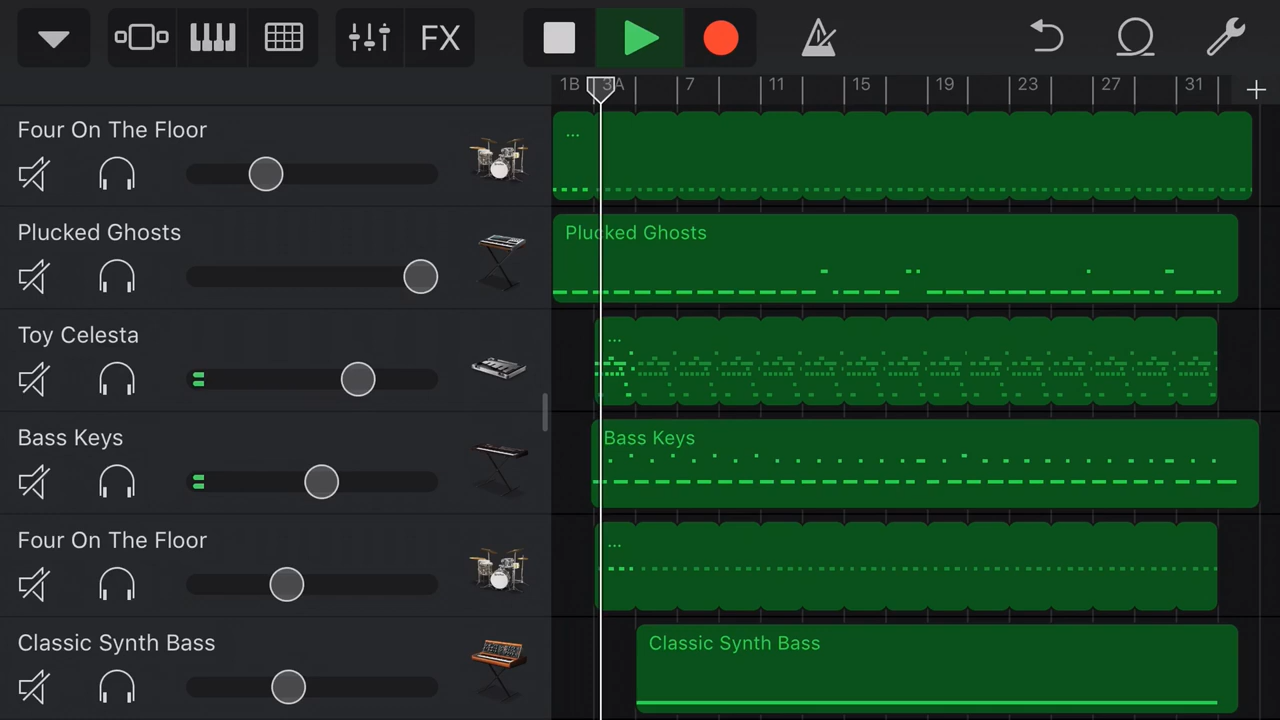 FX
1B 3A 7 11 15 19 23 27 31
Four On The Floor
...
Plucked Ghosts
Plucked Ghosts
Toy Celesta
...
Bass Keys
Bass Keys
Four On The Floor
...
Classic Synth Bass
Classic Synth Bass